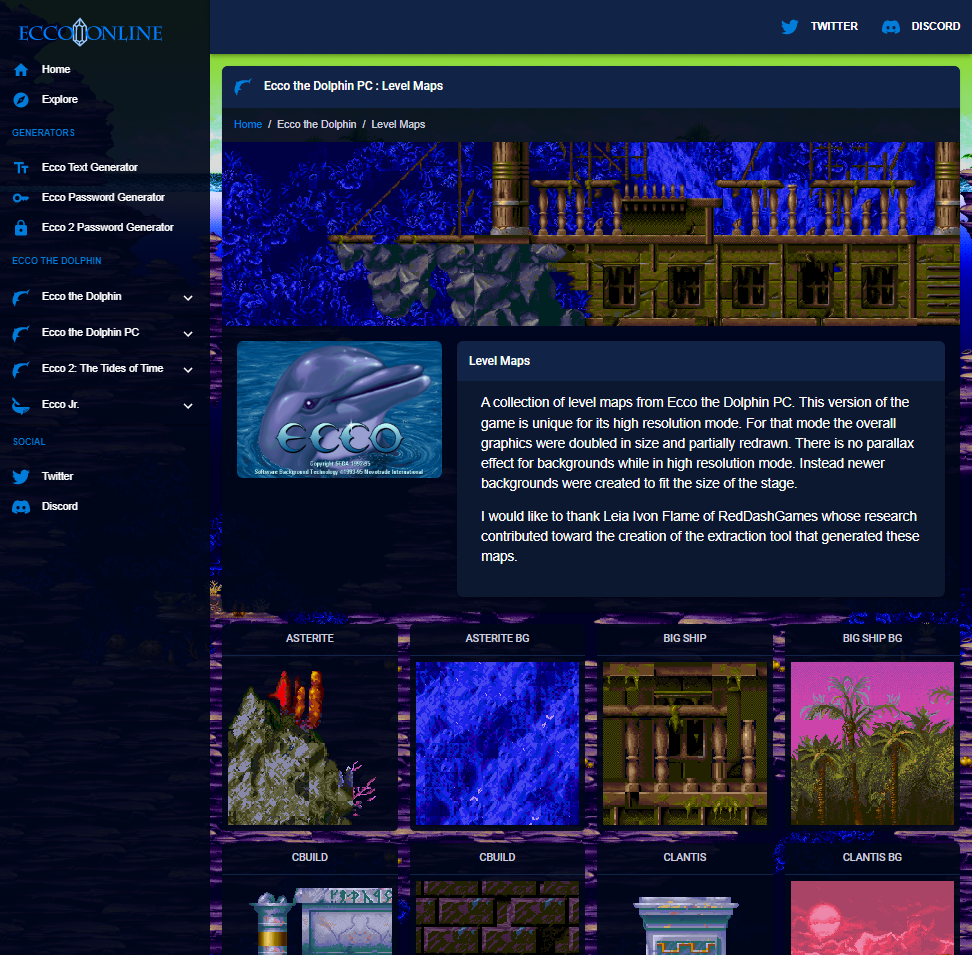 ECCO ONLINE
Home
Explore
GENERATORS
Ecco Text Generator
Ecco Password Generator
Ecco 2 Password Generator
ECCO THE DOLPHIN
Ecco the Dolphin
Ecco the Dolphin PC
Ecco 2: The Tides of Time
Ecco Jr.
SOCIAL
Twitter
Discord
TWITTER DISCORD
Ecco the Dolphin PC : Level Maps
Home / Ecco the Dolphin / Level Maps
ECCO
Copyright SEGA 1992-95
Software Background Technology ©1993-95 Novotrade International
Level Maps
A collection of level maps from Ecco the Dolphin PC. This version of the
game is unique for its high resolution mode. For that mode the overall
graphics were doubled in size and partially redrawn. There is no parallax
effect for backgrounds while in high resolution mode. Instead newer
backgrounds were created to fit the size of the stage.
I would like to thank Leia Ivon Flame of RedDashGames whose research
contributed toward the creation of the extraction tool that generated these
maps.
ASTERITE ASTERITE BG BIG SHIP BIG SHIP BG
CBUILD CBUILD CLANTIS CLANTIS BG